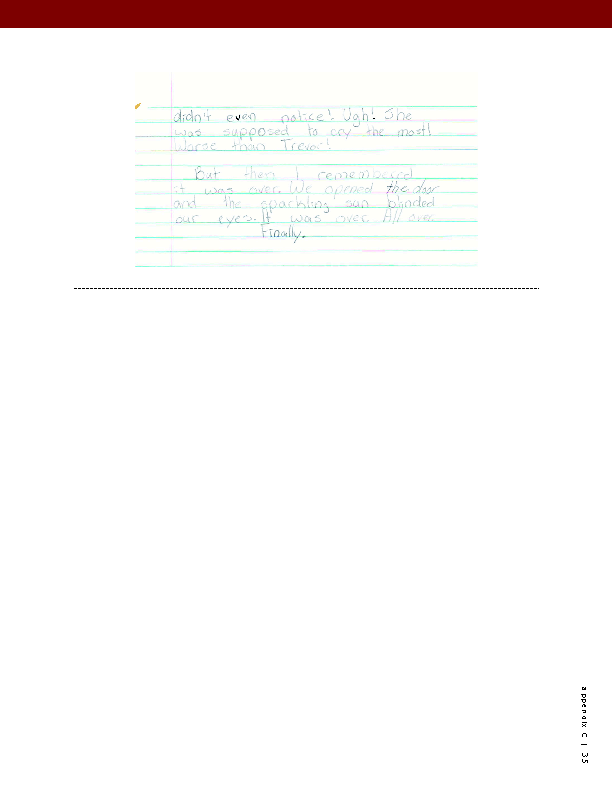 didn't even notice! Ugh! She
was supposed to cry the most!
Worse than Trevor!
But then I rememberd
it was over. We opened the door
and the sparkling sun blinded
our eyes. It was over. All over.
Finally.
appendix C | 35